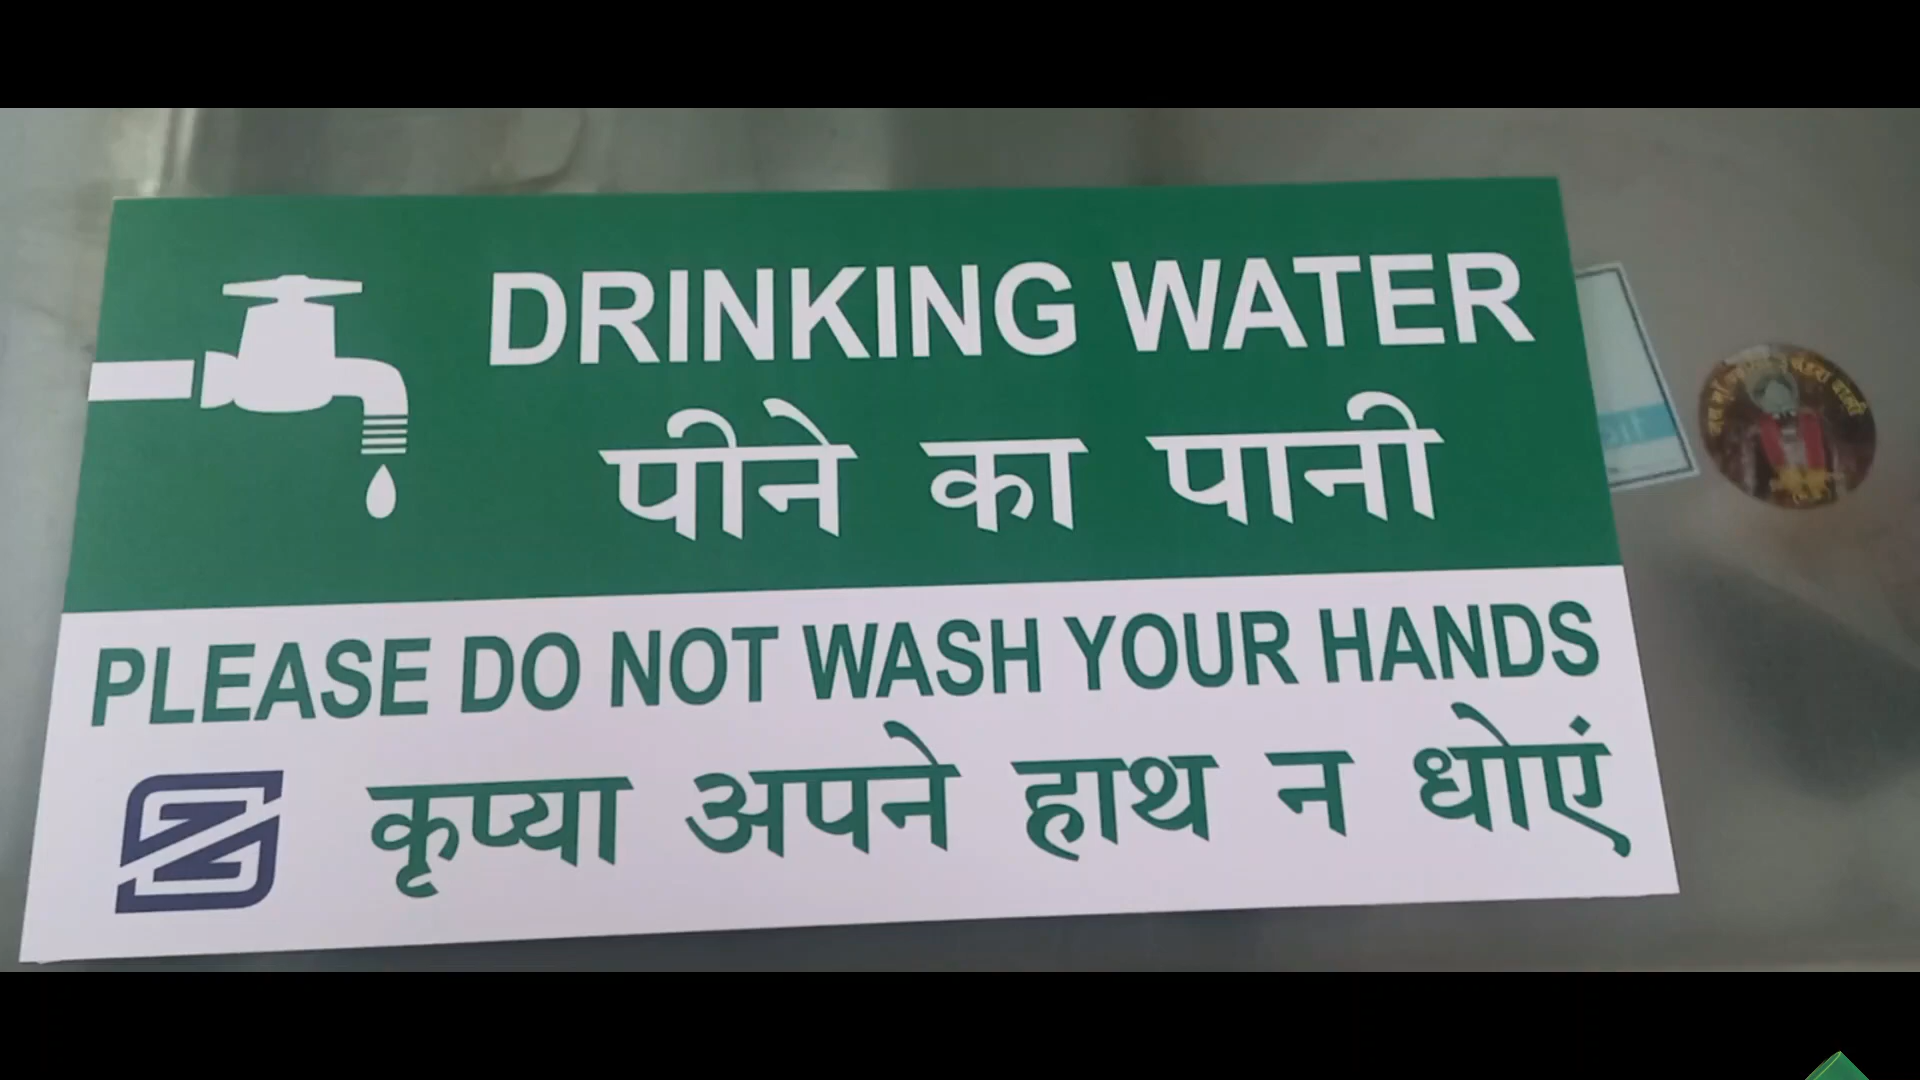 DRINKING WATER
पीने का पानी
PLEASE DO NOT WASH YOUR HANDS
कृप्या अपने हाथ न धोएं